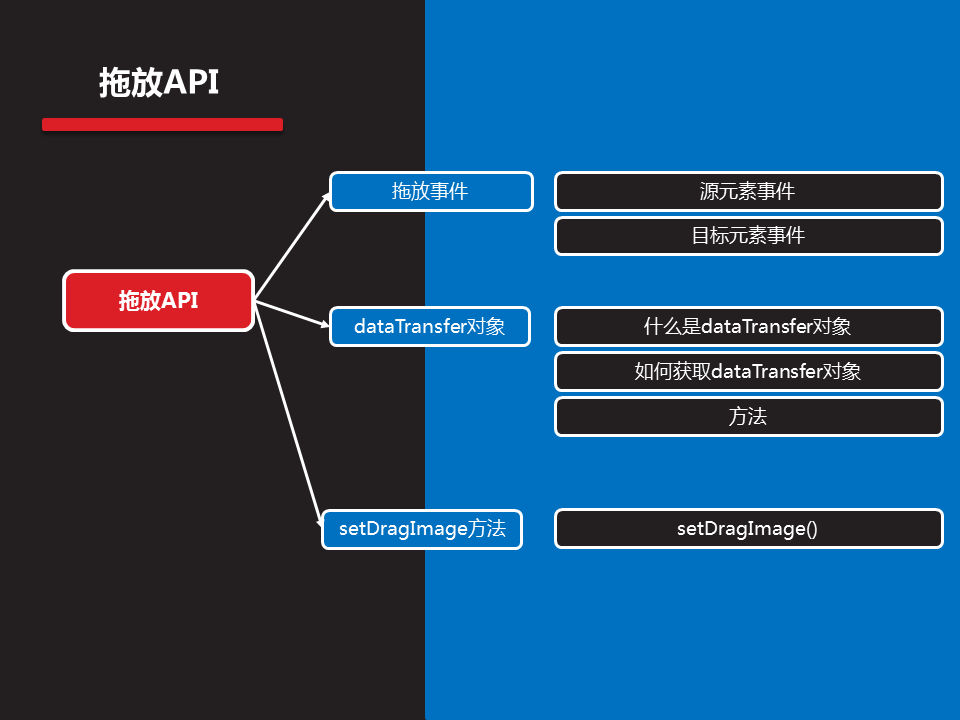 拖放API
拖放事件
源元素事件
目标元素事件
拖放API
dataTransfer对象
什么是dataTransfer对象
如何获取dataTransfer对象
方法
setDragImage方法
setDragImage()